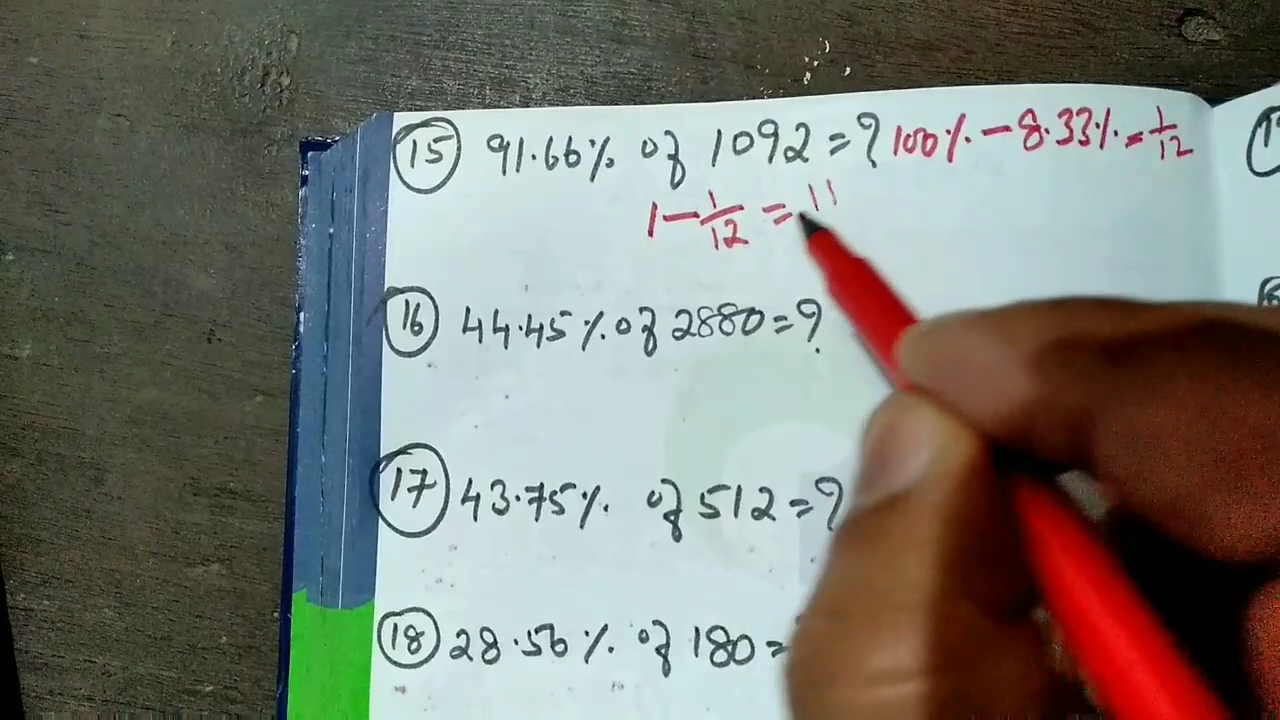 15 91.66% of 1092 = ? 100% - 8.33% = 1/12
1 - 1/12 = 11
16 44.45% of 2880 = ?
17 43.75% of 512 = ?
18 28.56% of 180 =